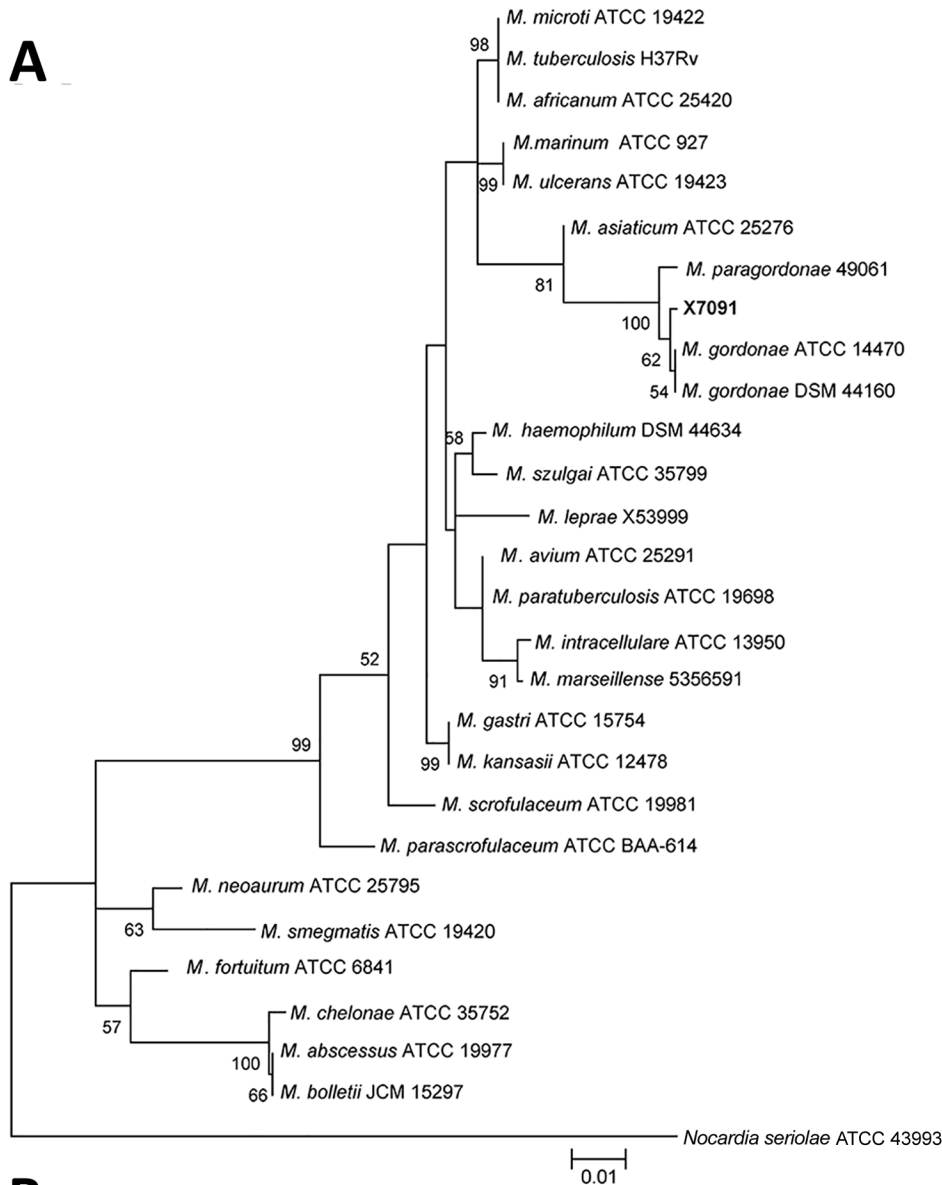 M. microti ATCC 19422
98
A
M. tuberculosis H37Rv
M. africanum ATCC 25420
M.marinum ATCC 927
99
M. ulcerans ATCC 19423
M. asiaticum ATCC 25276
M. paragordonae 49061
81
X7091
100
M. gordonae ATCC 14470
62
M. gordonae DSM 44160
54
M. haemophilum DSM 44634
58
M. szulgai ATCC 35799
M. leprae X53999
M. avium ATCC 25291
M. paratuberculosis ATCC 19698
M. intracellulare ATCC 13950
52
M. marseillense 5356591
91
M. gastri ATCC 15754
99
M. kansasii ATCC 12478
99
M. scrofulaceum ATCC 19981
M. parascrofulaceum ATCC BAA-614
M. neoaurum ATCC 25795
63
M. smegmatis ATCC 19420
M. fortuitum ATCC 6841
M. chelonae ATCC 35752
57
M. abscessus ATCC 19977
100
M. bolletii JCM 15297
66
Nocardia seriolae ATCC 43993
0.01